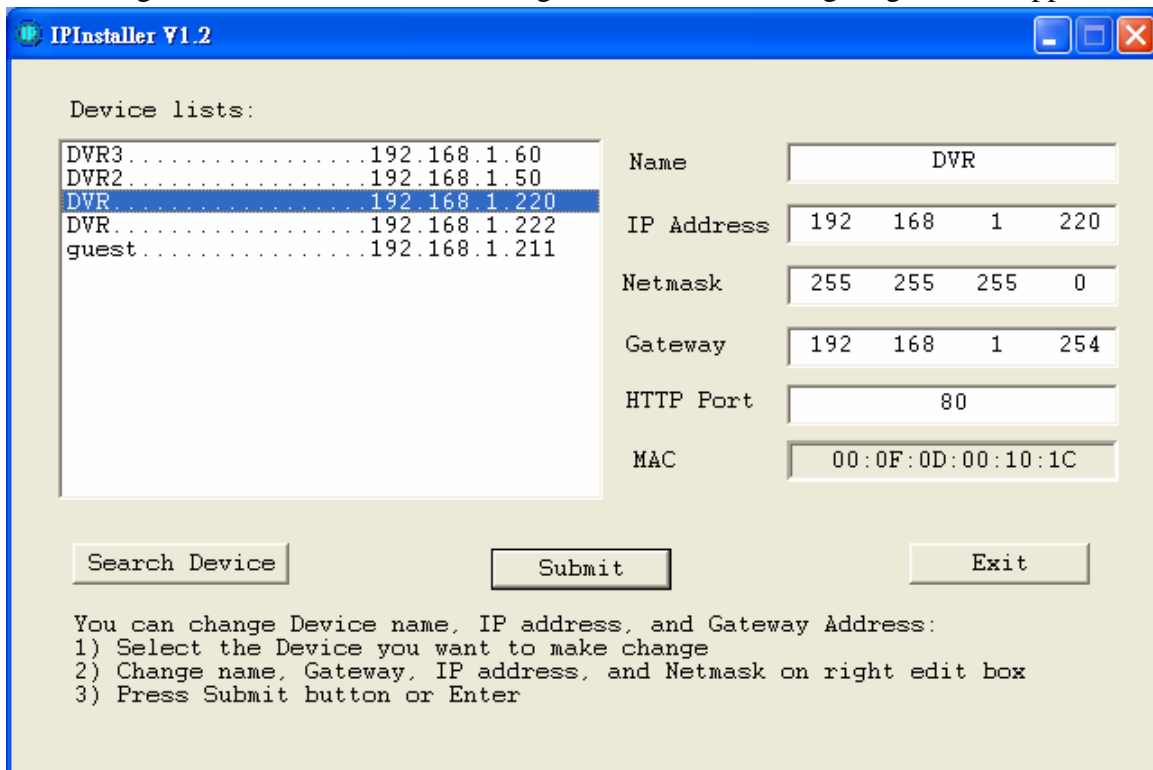 IPInstaller V1.2
Device lists:
DVR3.................192.168.1.60
DVR2.................192.168.1.50
DVR..................192.168.1.220
DVR..................192.168.1.222
guest................192.168.1.211
Name DVR
IP Address 192 168 1 220
Netmask 255 255 255 0
Gateway 192 168 1 254
HTTP Port 80
MAC 00:0F:0D:00:10:1C
Search Device Submit Exit
You can change Device name, IP address, and Gateway Address:
1) Select the Device you want to make change
2) Change name, Gateway, IP address, and Netmask on right edit box
3) Press Submit button or Enter